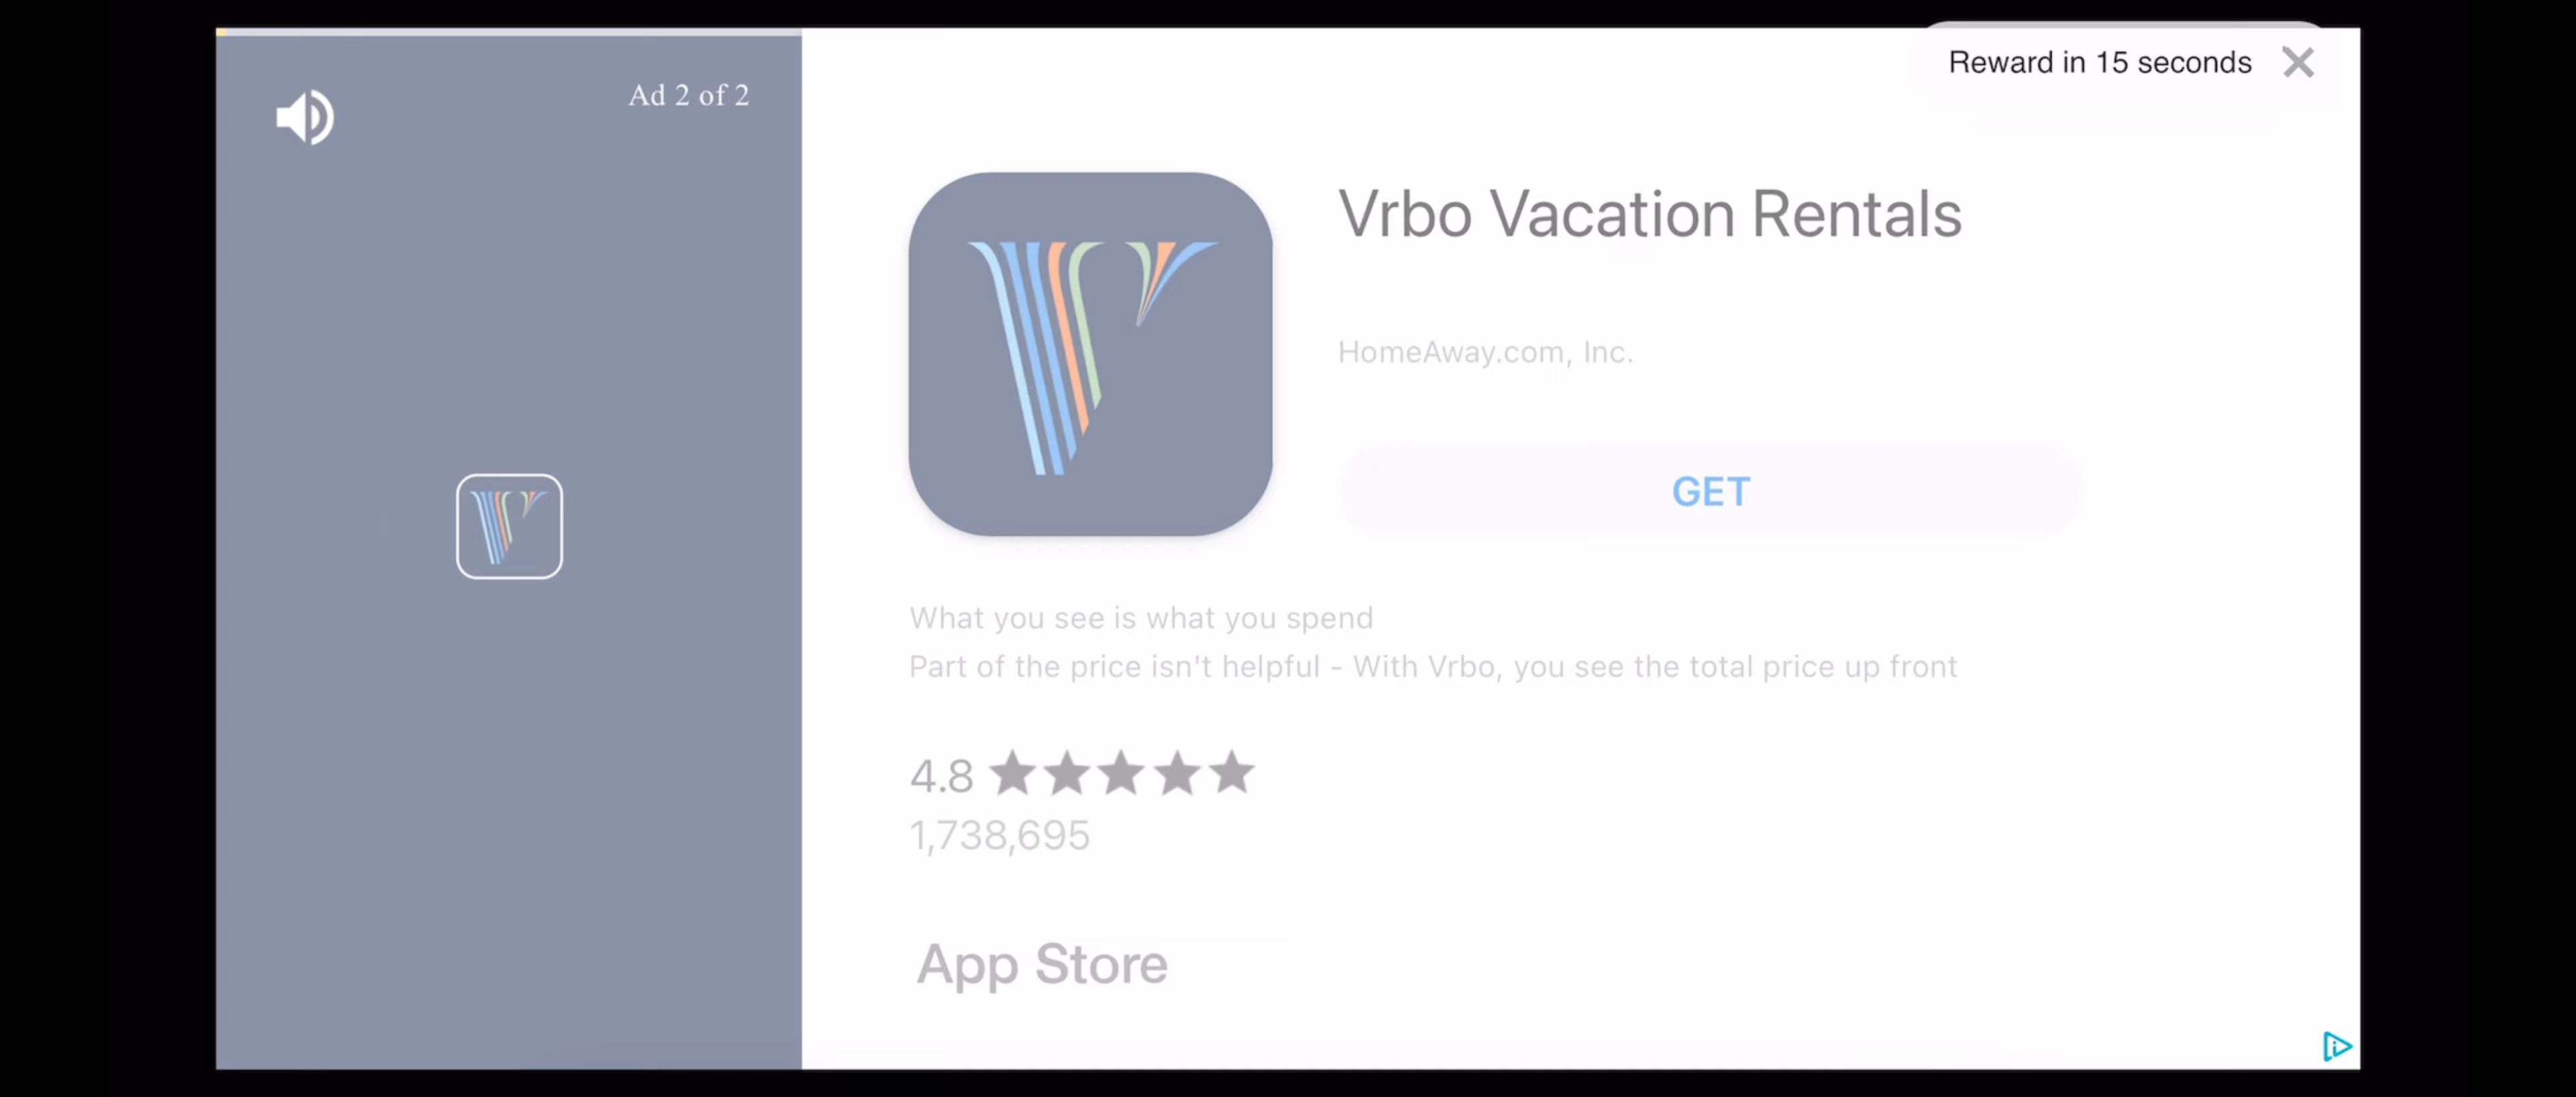 Ad 2 of 2
Reward in 15 seconds
Vrbo Vacation Rentals
HomeAway.com, Inc.
GET
What you see is what you spend
Part of the price isn't helpful - With Vrbo, you see the total price up front
4.8
1,738,695
App Store